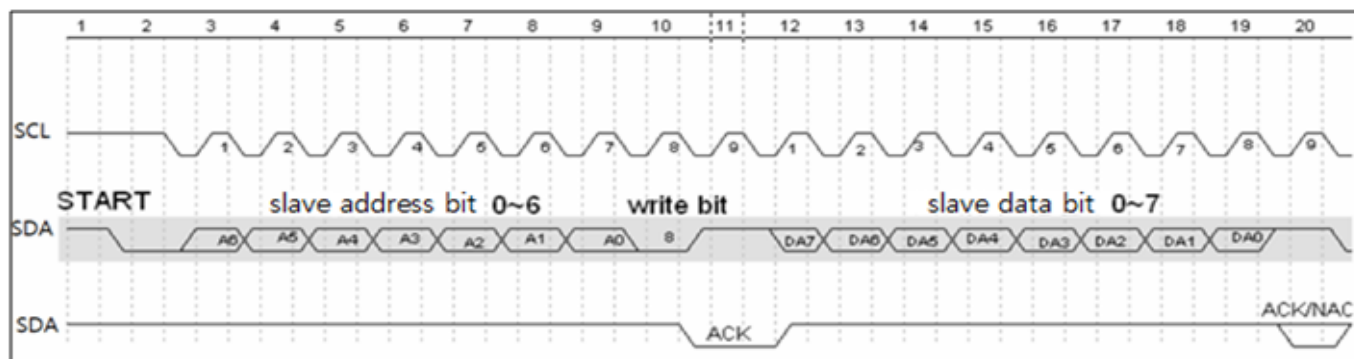 1 2 3 4 5 6 7 8 9 10 11 12 13 14 15 16 17 18 19 20
SCL
1 2 3 4 5 6 7 8 9 1 2 3 4 5 6 7 8 9
START slave address bit 0~6 write bit slave data bit 0~7
SDA A6 A5 A4 A3 A2 A1 A0 8 DA7 DA6 DA5 DA4 DA3 DA2 DA1 DA0
ACK/NAC
SDA ACK